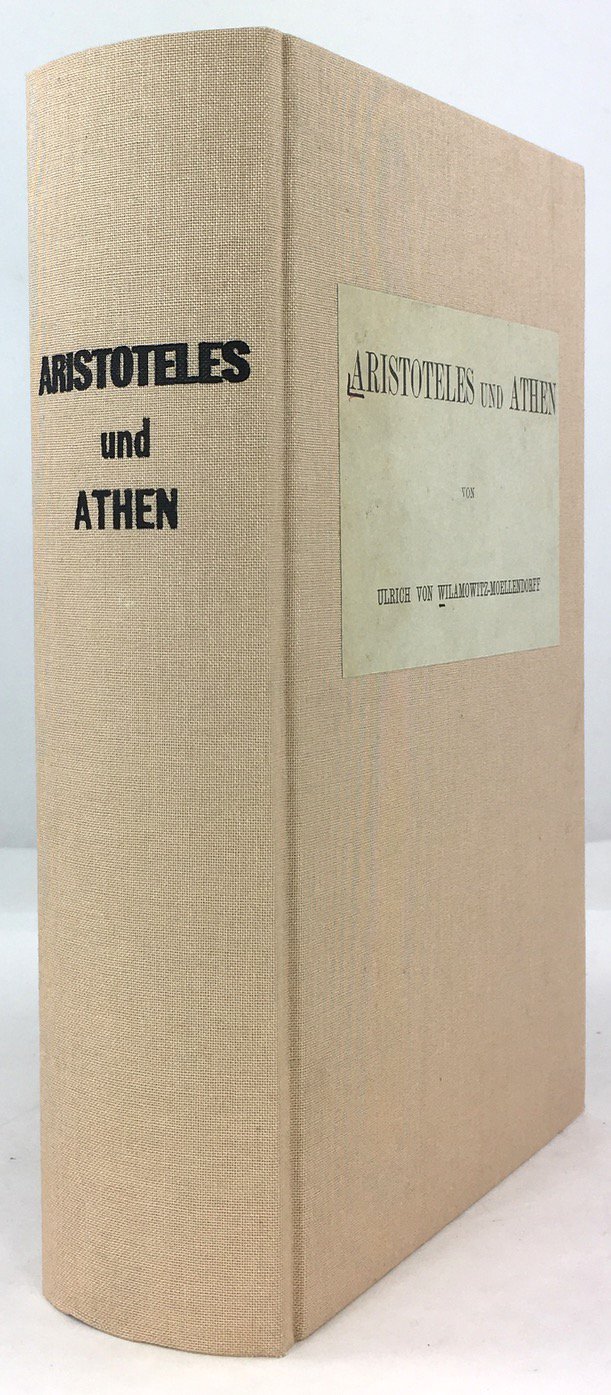 ARISTOTELES
und
ATHEN
ARISTOTELES UND ATHEN
VON
ULRICH VON WILAMOWITZ-MOELLENDORFF